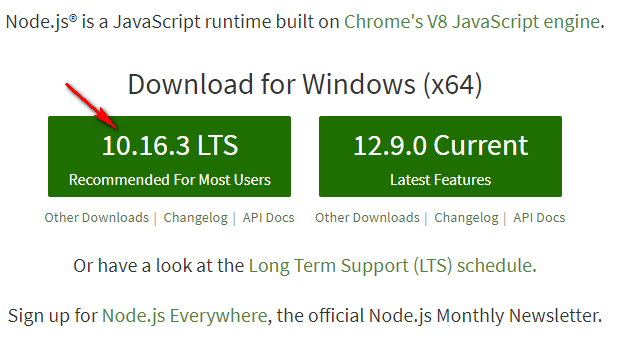 Node.js® is a JavaScript runtime built on Chrome's V8 JavaScript engine.
Download for Windows (x64)
10.16.3 LTS
Recommended For Most Users
12.9.0 Current
Latest Features
Other Downloads | Changelog | API Docs
Other Downloads | Changelog | API Docs
Or have a look at the Long Term Support (LTS) schedule.
Sign up for Node.js Everywhere, the official Node.js Monthly Newsletter.